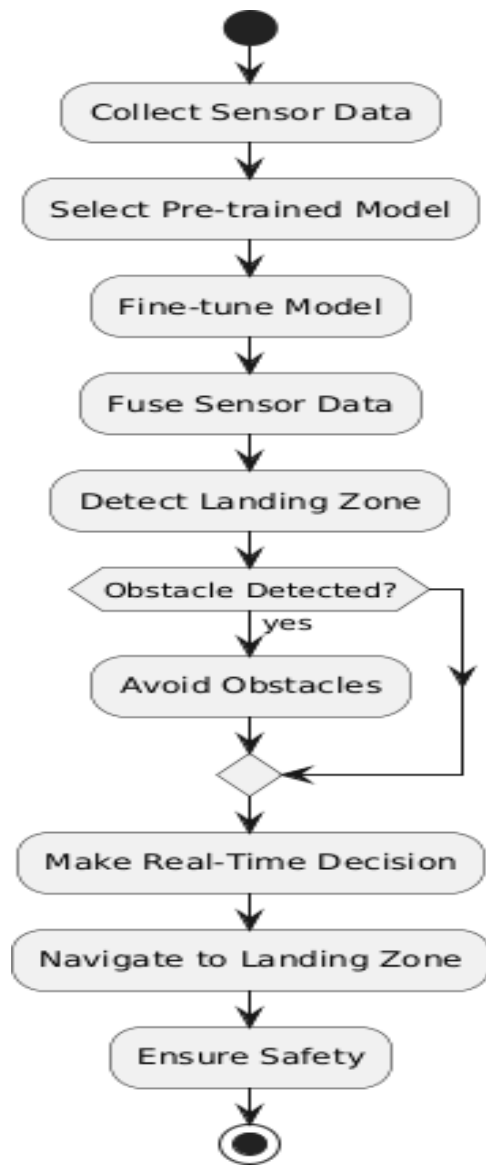 Collect Sensor Data
Select Pre-trained Model
Fine-tune Model
Fuse Sensor Data
Detect Landing Zone
Obstacle Detected?
yes
Avoid Obstacles
Make Real-Time Decision
Navigate to Landing Zone
Ensure Safety